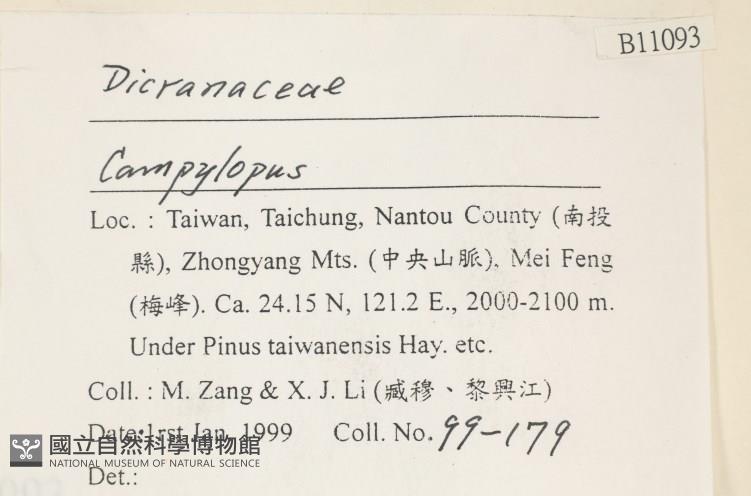 B11093
Dicranaceae
Campylopus
Loc. : Taiwan, Taichung, Nantou County (南投
縣), Zhongyang Mts. (中央山脈), Mei Feng
(梅峰). Ca. 24.15 N, 121.2 E., 2000-2100 m.
Under Pinus taiwanensis Hay. etc.
Coll. : M. Zang & X. J. Li (臧穆、黎興江)
Date:1rst Jan. 1999 Coll. No. 99-179
國立自然科學博物館
NATIONAL MUSEUM OF NATURAL SCIENCE
Det.: